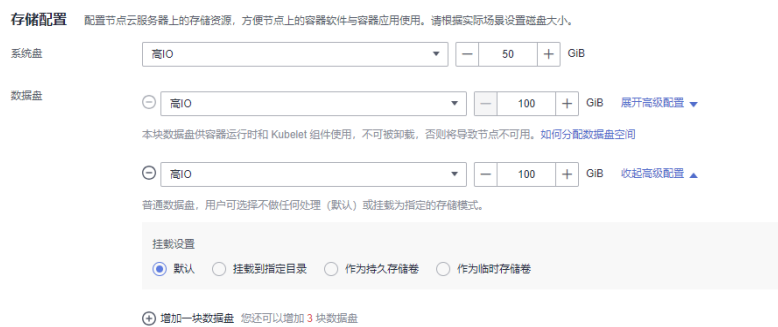 存储配置 配置节点云服务器上的存储资源，方便节点上的容器软件与容器应用使用。请根据实际场景设置磁盘大小。
系统盘 高IO 50 GiB
数据盘 高IO 100 GiB 展开高级配置
本块数据盘供容器运行时和 Kubelet 组件使用，不可被卸载，否则将导致节点不可用。如何分配数据盘空间
高IO 100 GiB 收起高级配置
普通数据盘，用户可选择不做任何处理（默认）或挂载为指定的存储模式。
挂载设置
默认 挂载到指定目录 作为持久存储卷 作为临时存储卷
增加一块数据盘 您还可以增加 3 块数据盘